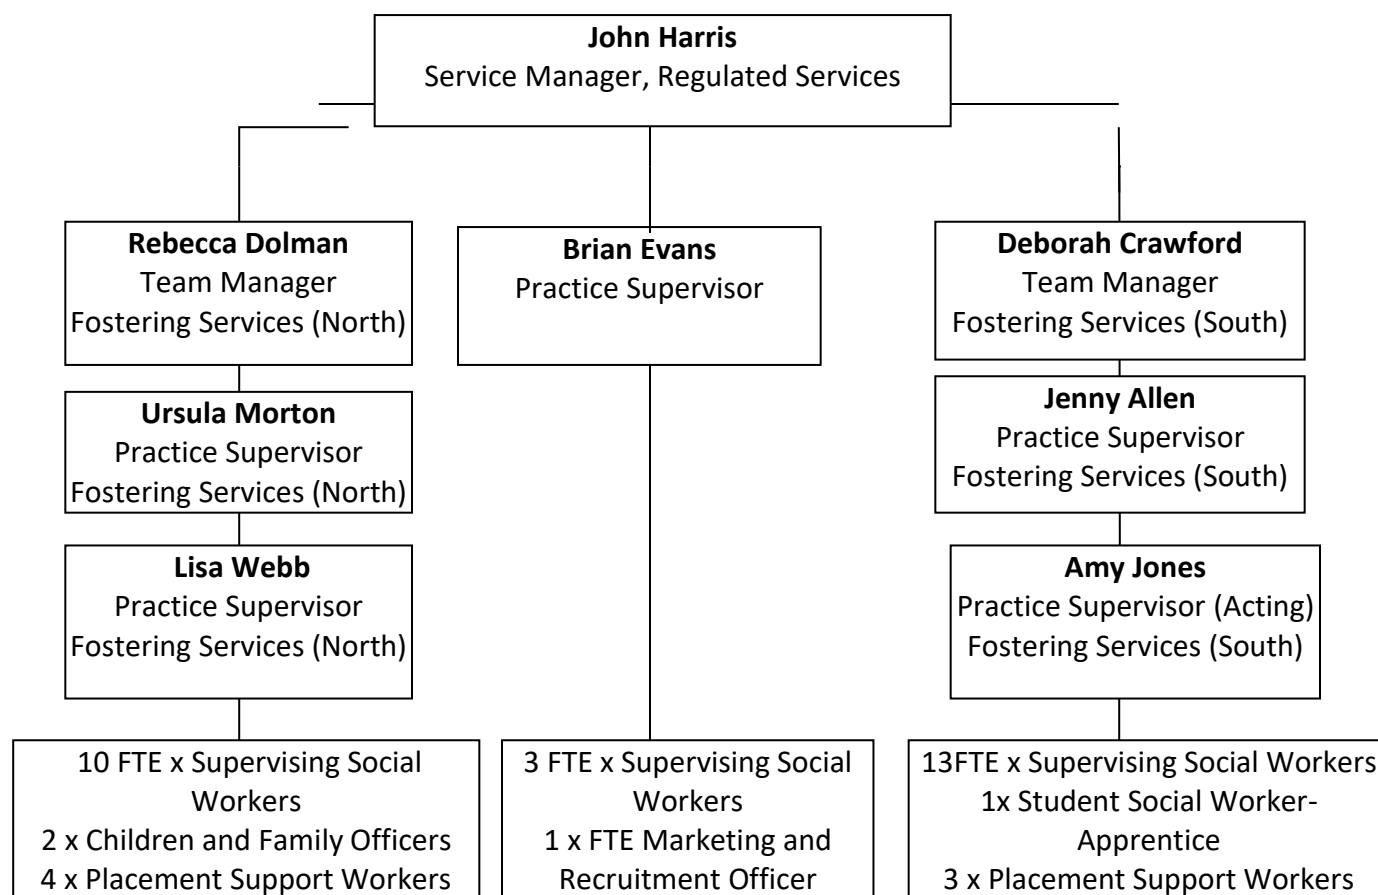 John Harris
Service Manager, Regulated Services
Rebecca Dolman
Team Manager
Fostering Services (North)
Brian Evans
Practice Supervisor
Deborah Crawford
Team Manager
Fostering Services (South)
Ursula Morton
Practice Supervisor
Fostering Services (North)
Jenny Allen
Practice Supervisor
Fostering Services (South)
Lisa Webb
Practice Supervisor
Fostering Services (North)
Amy Jones
Practice Supervisor (Acting)
Fostering Services (South)
10 FTE x Supervising Social
Workers
2 x Children and Family Officers
4 x Placement Support Workers
3 FTE x Supervising Social
Workers
1 x FTE Marketing and
Recruitment Officer
13FTE x Supervising Social Workers
1x Student Social Worker-
Apprentice
3 x Placement Support Workers